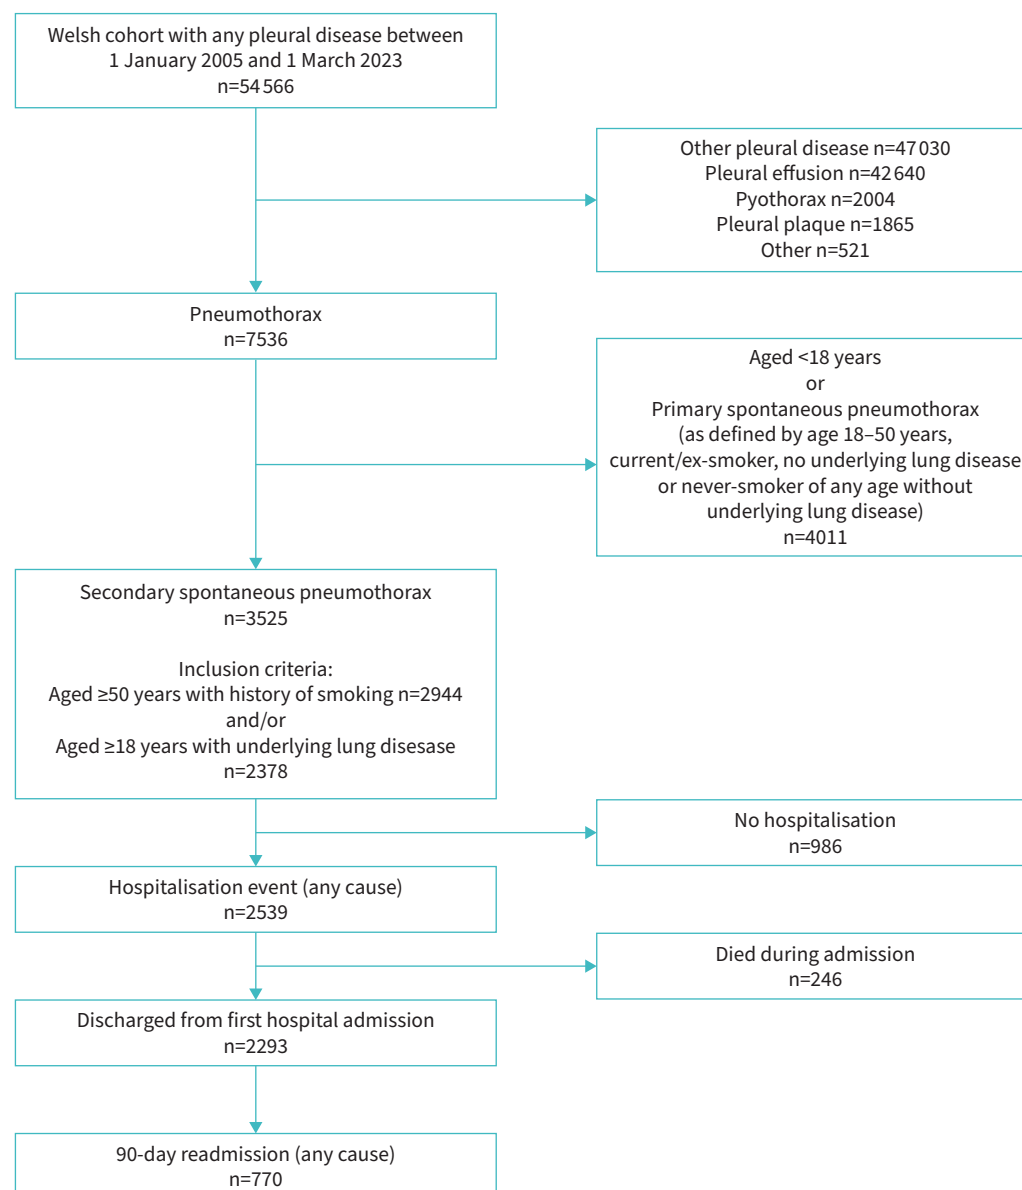 Welsh cohort with any pleural disease between
1 January 2005 and 1 March 2023
n=54 566
Other pleural disease n=47 030
Pleural effusion n=42 640
Pyothorax n=2004
Pleural plaque n=1865
Other n=521
Pneumothorax
n=7536
Aged <18 years
or
Primary spontaneous pneumothorax
(as defined by age 18–50 years,
current/ex-smoker, no underlying lung disease
or never-smoker of any age without
underlying lung disease)
n=4011
Secondary spontaneous pneumothorax
n=3525
Inclusion criteria:
Aged ≥50 years with history of smoking n=2944
and/or
Aged ≥18 years with underlying lung disesase
n=2378
No hospitalisation
n=986
Hospitalisation event (any cause)
n=2539
Died during admission
n=246
Discharged from first hospital admission
n=2293
90-day readmission (any cause)
n=770